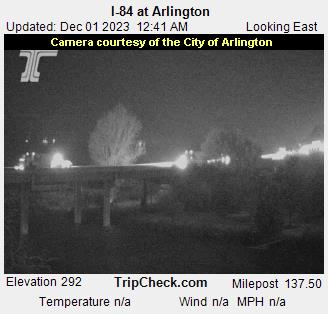 I-84 at Arlington
Updated: Dec 01 2023 12:41 AM Looking East
Camera courtesy of the City of Arlington
Elevation 292 TripCheck.com Milepost 137.50
Temperature n/a Wind n/a MPH n/a